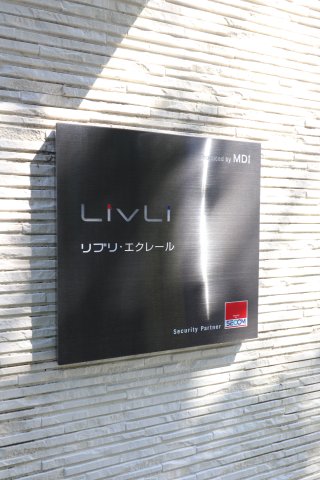 Produced by MDI
LivLi
リブリ・エクレール
SECOM
Security Partner